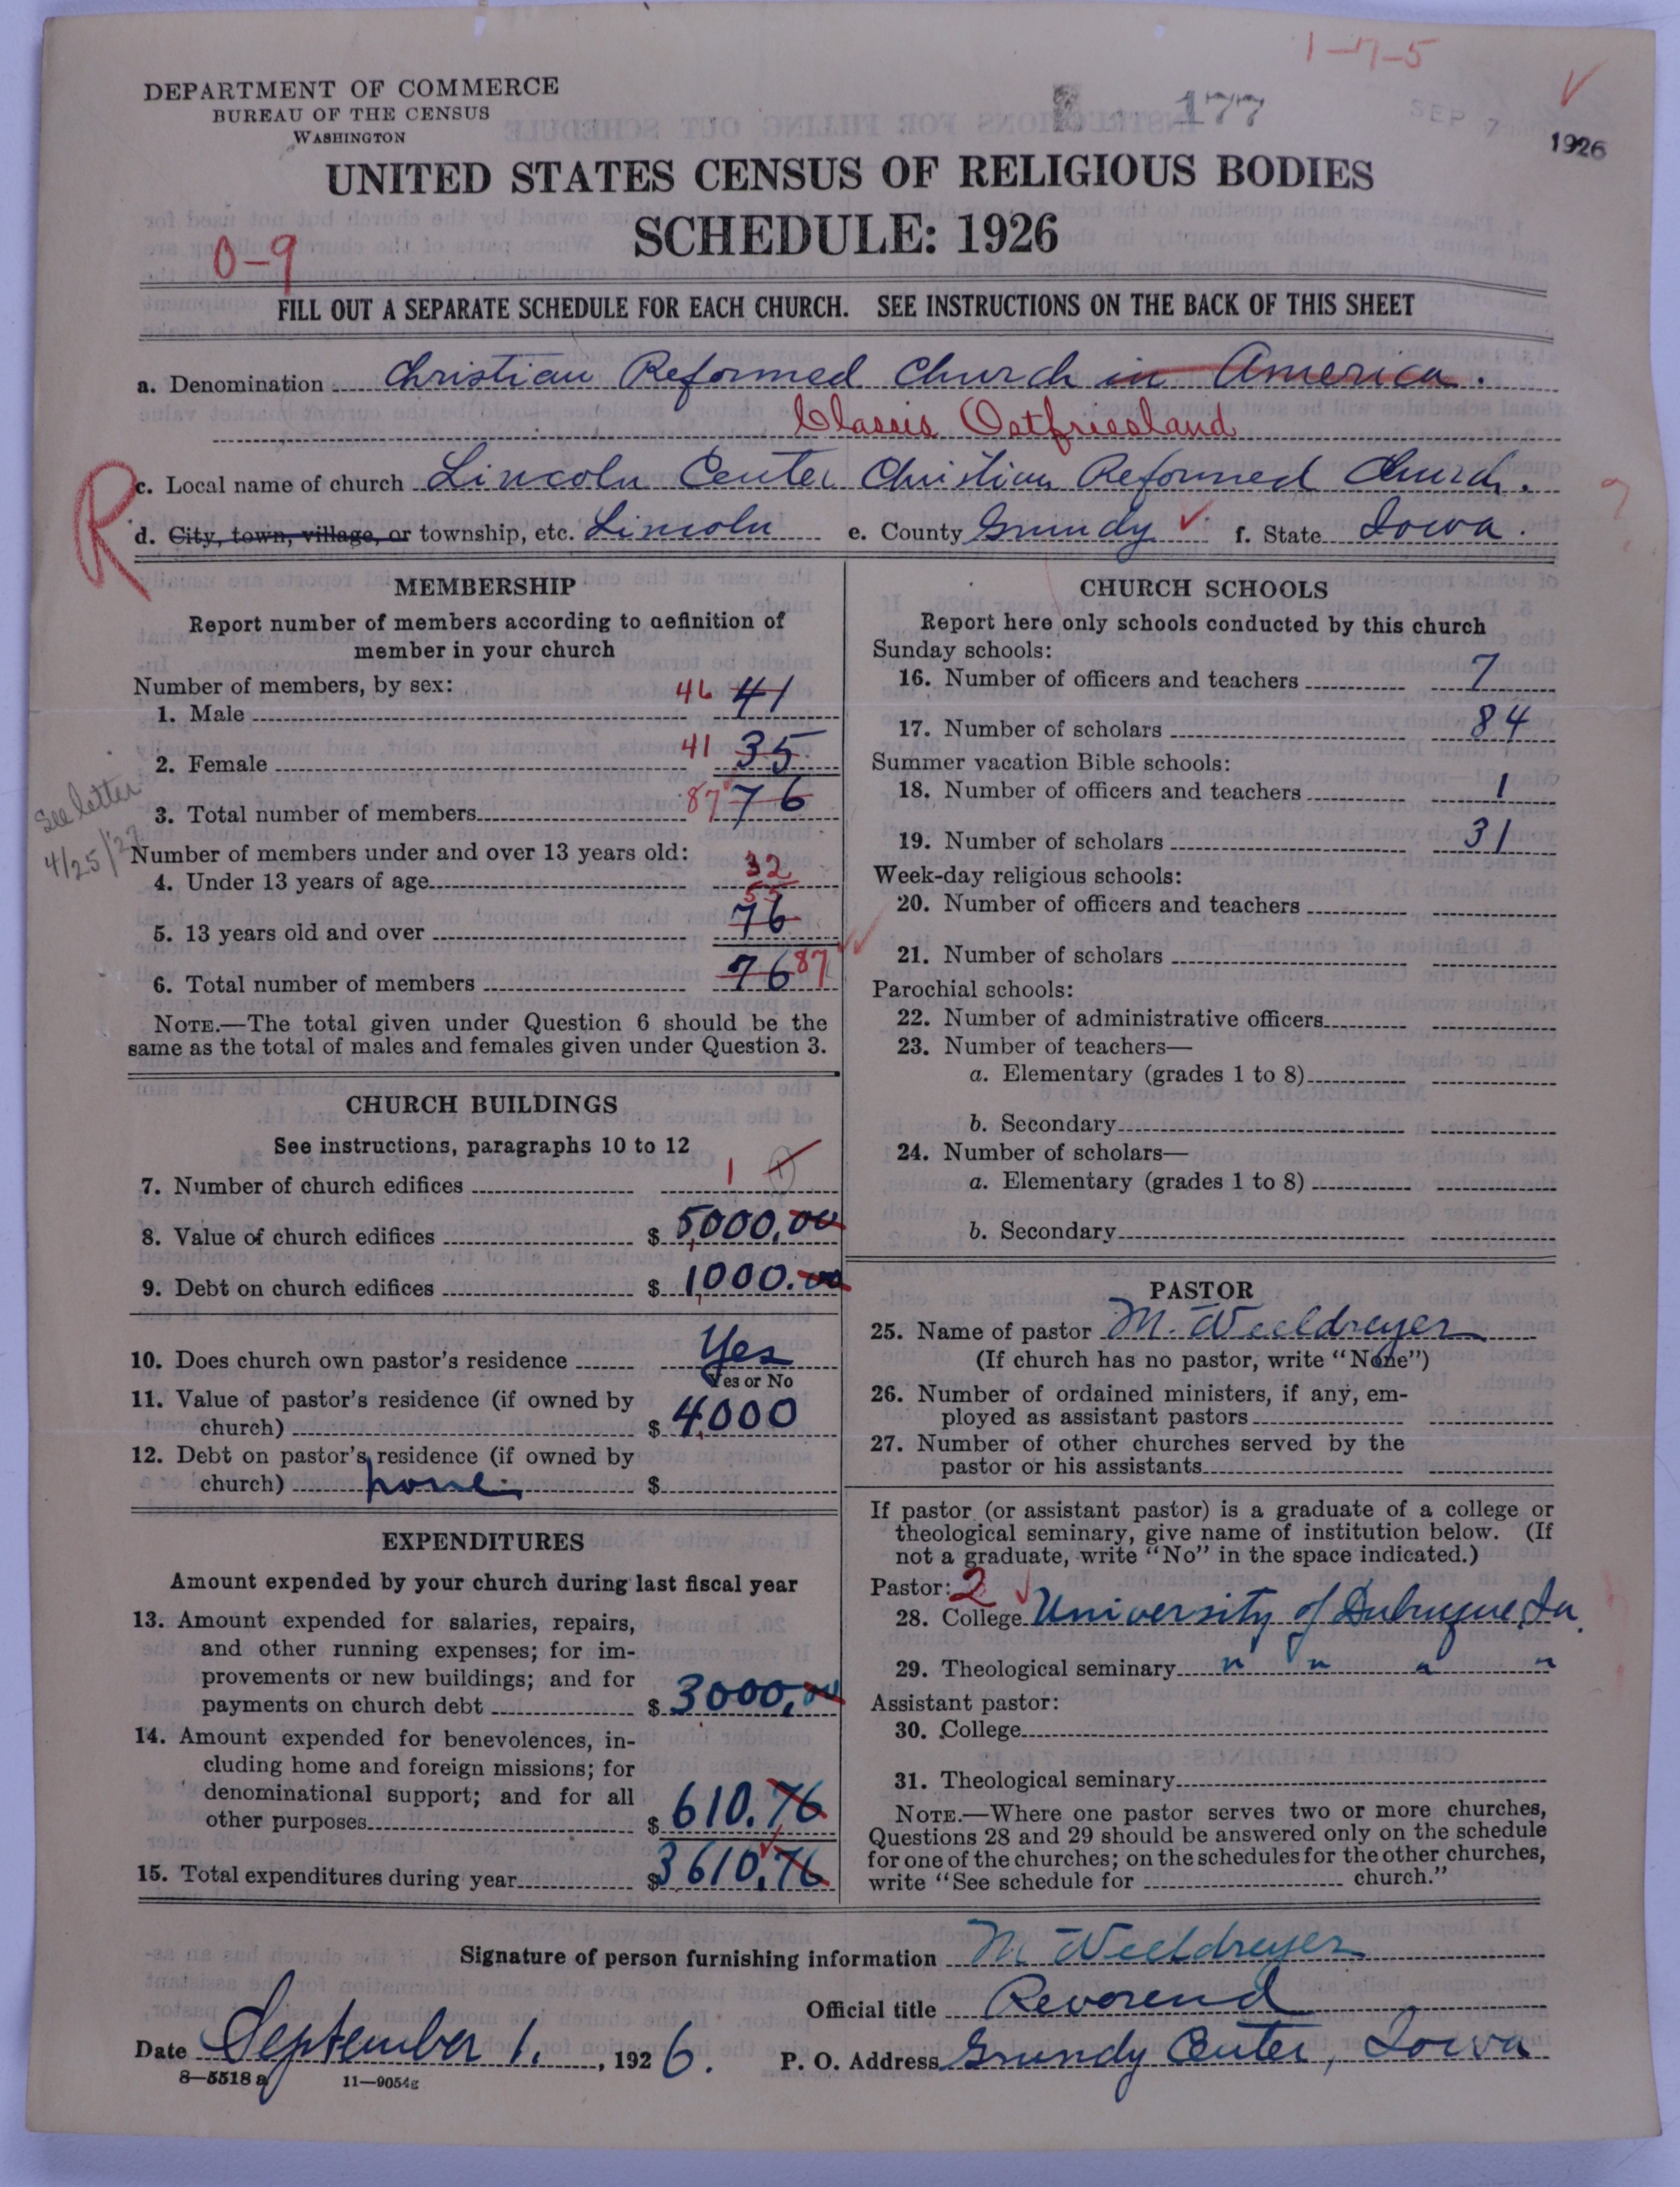 1-7-5
DEPARTMENT OF COMMERCE
BUREAU OF THE CENSUS
WASHINGTON
177
SEP 7 1926
UNITED STATES CENSUS OF RELIGIOUS BODIES
SCHEDULE: 1926
0-9
FILL OUT A SEPARATE SCHEDULE FOR EACH CHURCH. SEE INSTRUCTIONS ON THE BACK OF THIS SHEET
a. Denomination Christian Reformed Church in America.
Classis Ostfriesland
R
c. Local name of church Lincoln Center Christian Reformed Church.
d. City, town, village, or township, etc. Lincoln e. County Grundy f. State Iowa.
MEMBERSHIP
Report number of members according to definition of
member in your church
Number of members, by sex:
1. Male 46 41
2. Female 41 35
3. Total number of members 87 76
See letter
4/25/27
Number of members under and over 13 years old:
4. Under 13 years of age 32
55
5. 13 years old and over 76
6. Total number of members 76 87
NOTE.—The total given under Question 6 should be the
same as the total of males and females given under Question 3.
CHURCH BUILDINGS
See instructions, paragraphs 10 to 12
7. Number of church edifices 1
8. Value of church edifices $ 5,000.00
9. Debt on church edifices $ 1,000.00
10. Does church own pastor's residence Yes
Yes or No
11. Value of pastor's residence (if owned by
church) $ 4,000
12. Debt on pastor's residence (if owned by
church) none $
EXPENDITURES
Amount expended by your church during last fiscal year
13. Amount expended for salaries, repairs,
and other running expenses; for im-
provements or new buildings; and for
payments on church debt $ 3000.00
14. Amount expended for benevolences, in-
cluding home and foreign missions; for
denominational support; and for all
other purposes $ 610.76
15. Total expenditures during year $ 3610.76
CHURCH SCHOOLS
Report here only schools conducted by this church
Sunday schools:
16. Number of officers and teachers 7
17. Number of scholars 84
Summer vacation Bible schools:
18. Number of officers and teachers 1
19. Number of scholars 31
Week-day religious schools:
20. Number of officers and teachers
21. Number of scholars
Parochial schools:
22. Number of administrative officers
23. Number of teachers—
a. Elementary (grades 1 to 8)
b. Secondary
24. Number of scholars—
a. Elementary (grades 1 to 8)
b. Secondary
PASTOR
25. Name of pastor M. Weeldreyer
(If church has no pastor, write "None")
26. Number of ordained ministers, if any, em-
ployed as assistant pastors
27. Number of other churches served by the
pastor or his assistants
If pastor (or assistant pastor) is a graduate of a college or
theological seminary, give name of institution below. (If
not a graduate, write "No" in the space indicated.)
Pastor: 2
28. College University of Dubuque, Ia.
29. Theological seminary " " " "
Assistant pastor:
30. College
31. Theological seminary
NOTE.—Where one pastor serves two or more churches,
Questions 28 and 29 should be answered only on the schedule
for one of the churches; on the schedules for the other churches,
write "See schedule for church."
Signature of person furnishing information M Weeldreyer
Official title Reverend
Date September 1., 1926. P. O. Address Grundy Center, Iowa
8—5518 a 11—9054g